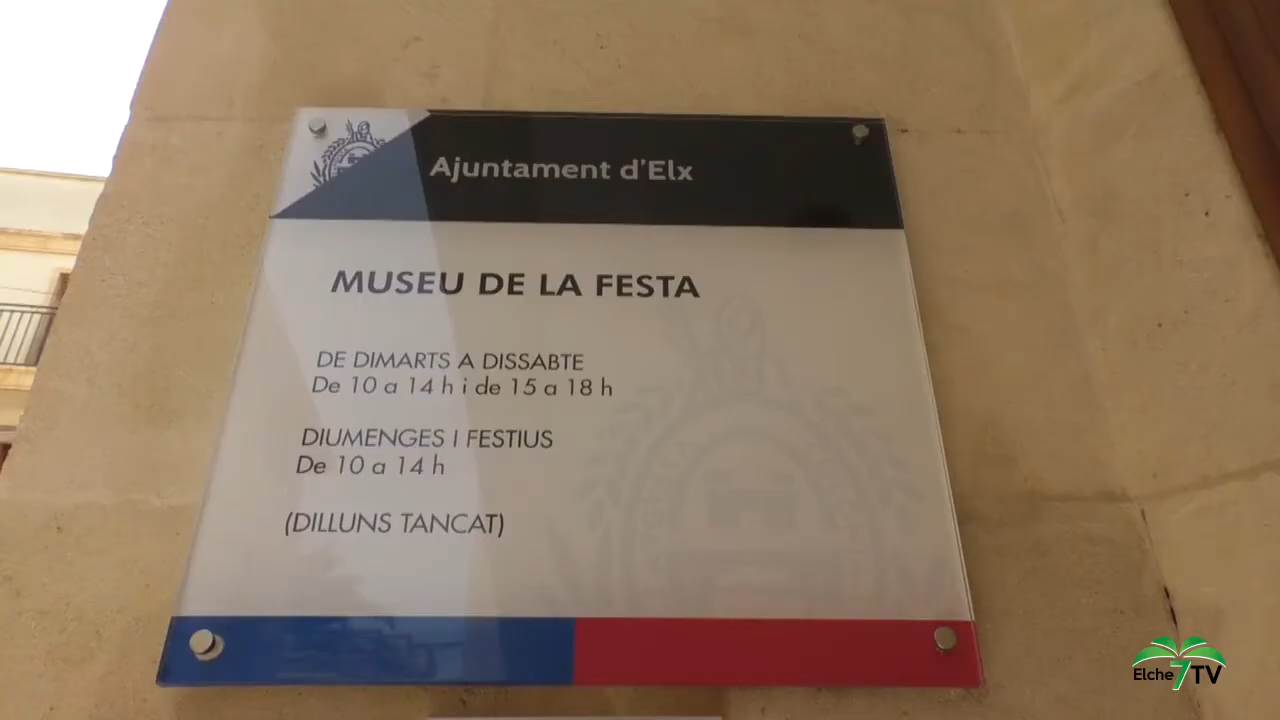 Ajuntament d'Elx
MUSEU DE LA FESTA
DE DIMARTS A DISSABTE
De 10 a 14 h i de 15 a 18 h
DIUMENGES I FESTIUS
De 10 a 14 h
(DILLUNS TANCAT)
Elche 7 TV